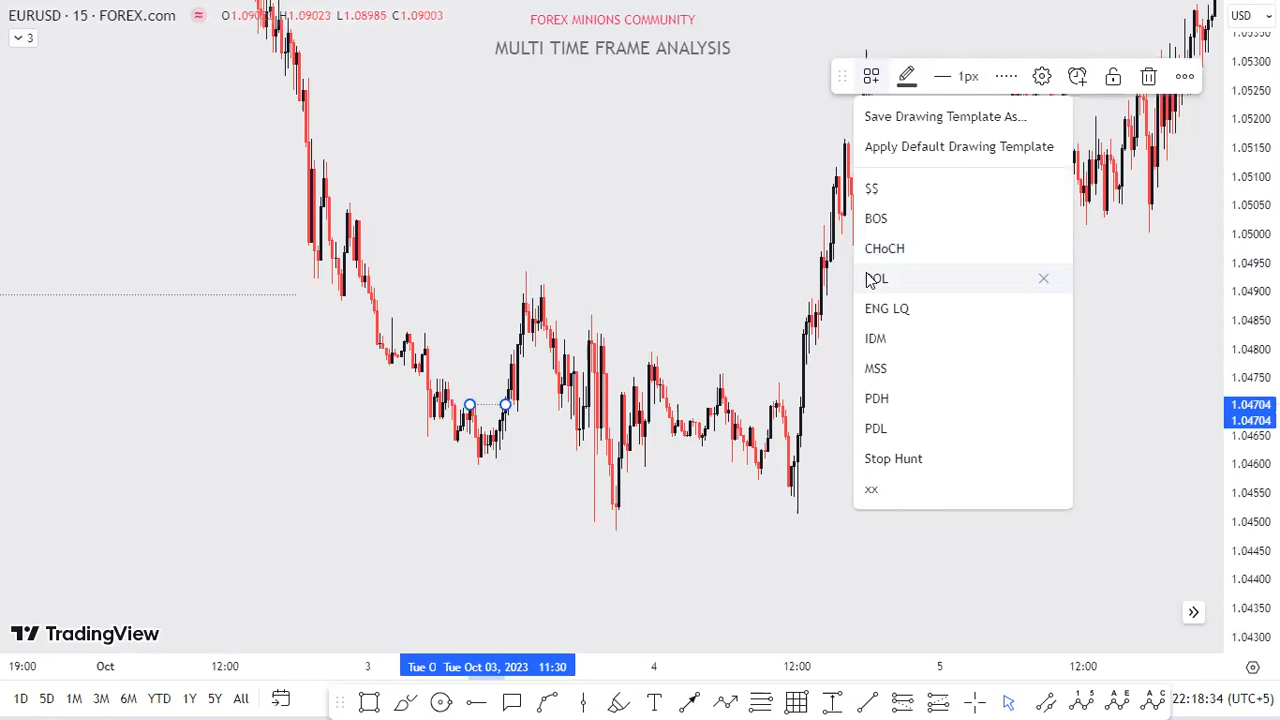 EURUSD · 15 · FOREX.com
H1.09023 L1.08985 C1.09003
3
FOREX MINIONS COMMUNITY
MULTI TIME FRAME ANALYSIS
USD
1px
Save Drawing Template As...
Apply Default Drawing Template
$$
BOS
CHoCH
ENG LQ
IDM
MSS
PDH
PDL
Stop Hunt
xx
1.05350
1.05300
1.05250
1.05200
1.05150
1.05100
1.05050
1.05000
1.04950
1.04900
1.04850
1.04800
1.04750
1.04704
1.04704
1.04650
1.04600
1.04550
1.04500
1.04450
1.04400
1.04350
1.04300
TradingView
19:00 Oct 12:00 3 Tue O Tue Oct 03, 2023 11:30 4 12:00 5 12:00
1D 5D 1M 3M 6M YTD 1Y 5Y All
22:18:34 (UTC+5)